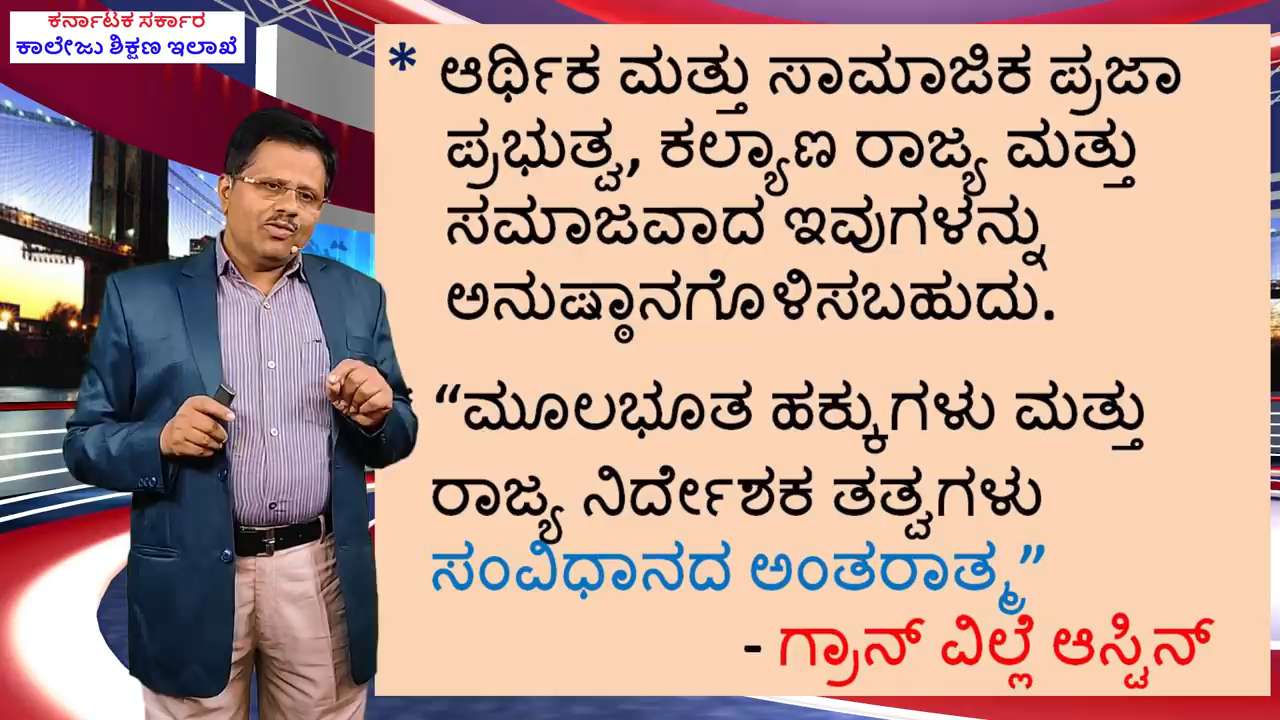 ಕರ್ನಾಟಕ ಸರ್ಕಾರ
ಕಾಲೇಜು ಶಿಕ್ಷಣ ಇಲಾಖೆ
* ಆರ್ಥಿಕ ಮತ್ತು ಸಾಮಾಜಿಕ ಪ್ರಜಾ
ಪ್ರಭುತ್ವ, ಕಲ್ಯಾಣ ರಾಜ್ಯ ಮತ್ತು
ಸಮಾಜವಾದ ಇವುಗಳನ್ನು
ಅನುಷ್ಠಾನಗೊಳಿಸಬಹುದು.
“ಮೂಲಭೂತ ಹಕ್ಕುಗಳು ಮತ್ತು
ರಾಜ್ಯ ನಿರ್ದೇಶಕ ತತ್ವಗಳು
ಸಂವಿಧಾನದ ಅಂತರಾತ್ಮ್ರ”
- ಗ್ರಾನ್ ವಿಲ್ಲೆ ಆಸ್ಟಿನ್